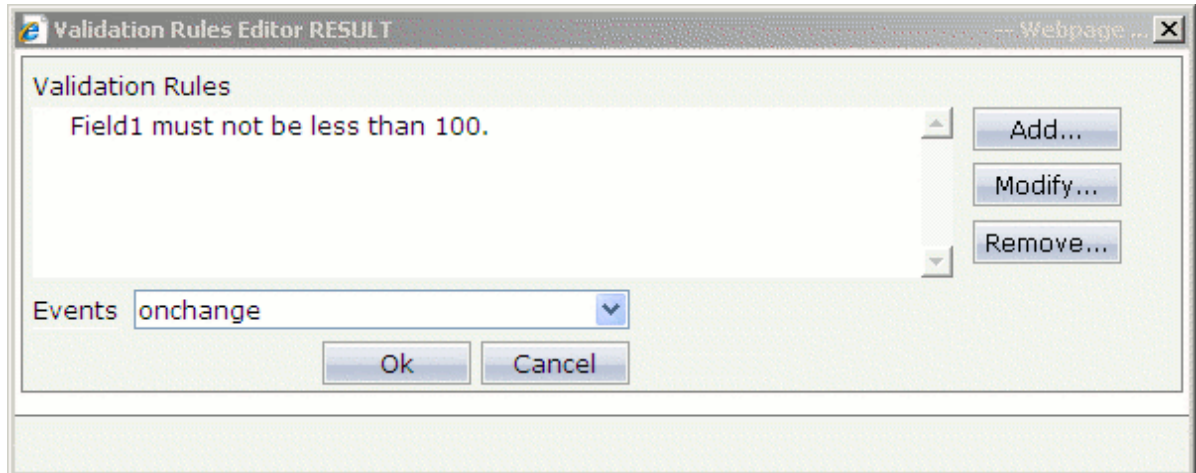 Validation Rules Editor RESULT -- Webpage ...
Validation Rules
Field1 must not be less than 100.
Add...
Modify...
Remove...
Events onchange
Ok Cancel